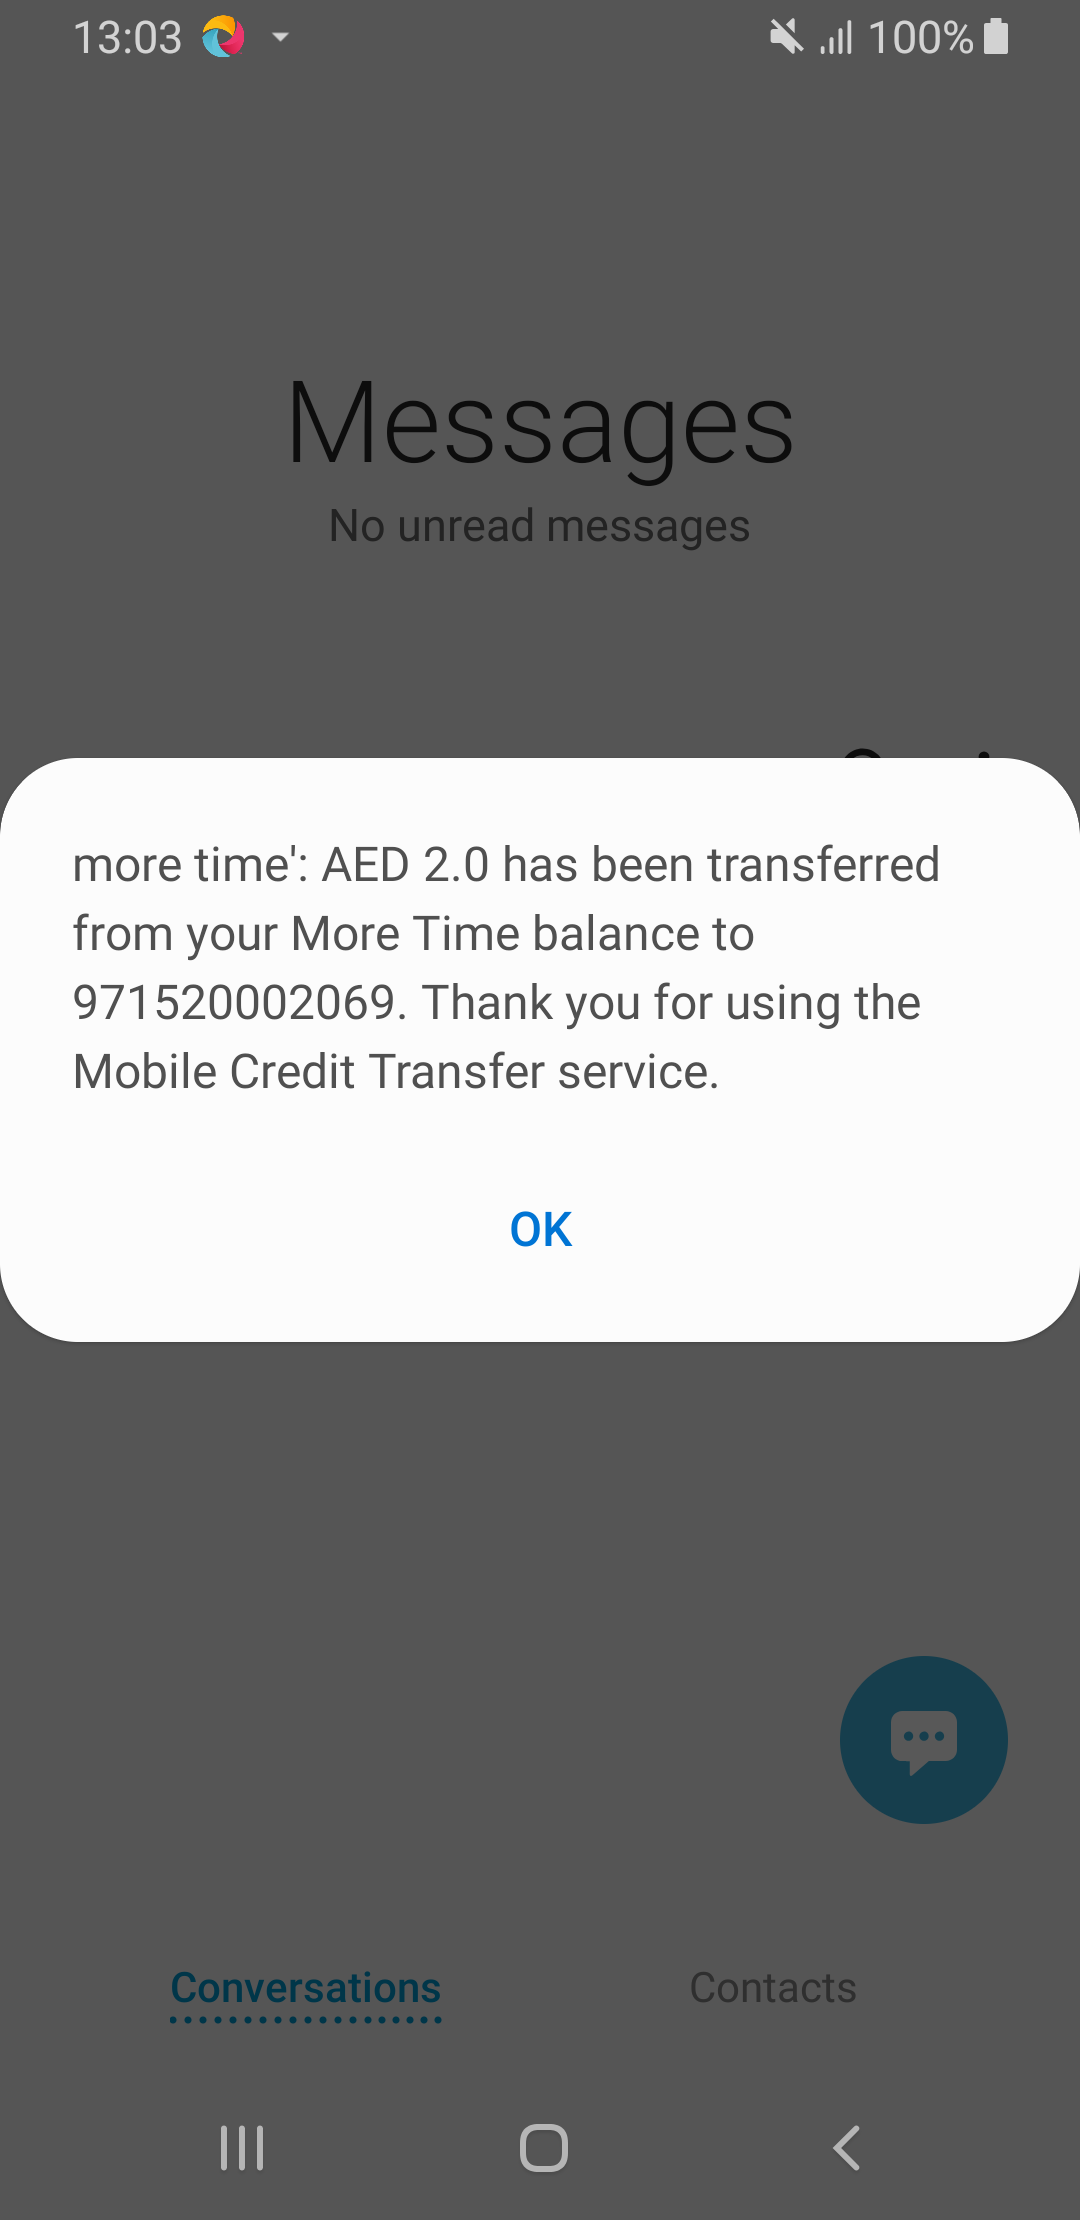 13:03
100%
Messages
No unread messages
more time': AED 2.0 has been transferred
from your More Time balance to
971520002069. Thank you for using the
Mobile Credit Transfer service.
OK
Conversations
Contacts